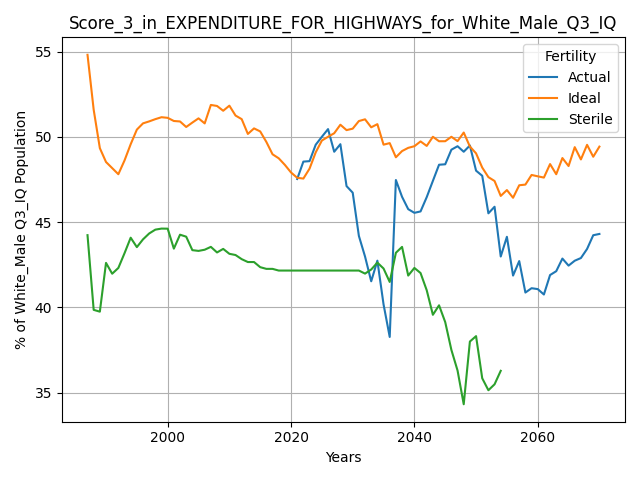 Score_3_in_EXPENDITURE_FOR_HIGHWAYS_for_White_Male_Q3_IQ
% of White_Male Q3_IQ Population
55
50
45
40
35
Fertility
Actual
Ideal
Sterile
2000
2020
2040
2060
Years